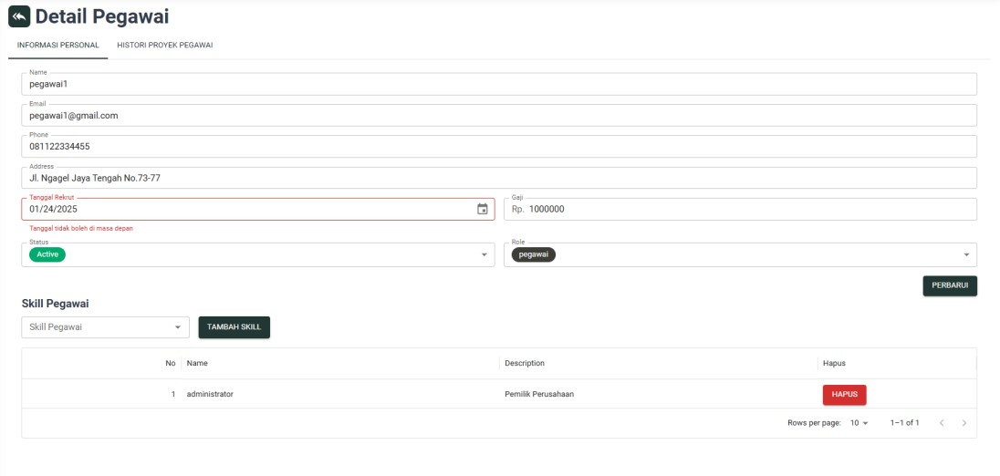 Detail Pegawai
INFORMASI PERSONAL HISTORI PROYEK PEGAWAI
Name
pegawai1
Email
pegawai1@gmail.com
Phone
081122334455
Address
Jl. Ngagel Jaya Tengah No.73-77
Tanggal Rekrut
01/24/2025
Gaji
Rp. 1000000
Tanggal tidak boleh di masa depan
Status
Active
Role
pegawai
PERBARUI
Skill Pegawai
Skill Pegawai TAMBAH SKILL
No Name Description Hapus
1 administrator Pemilik Perusahaan HAPUS
Rows per page: 10 1–1 of 1